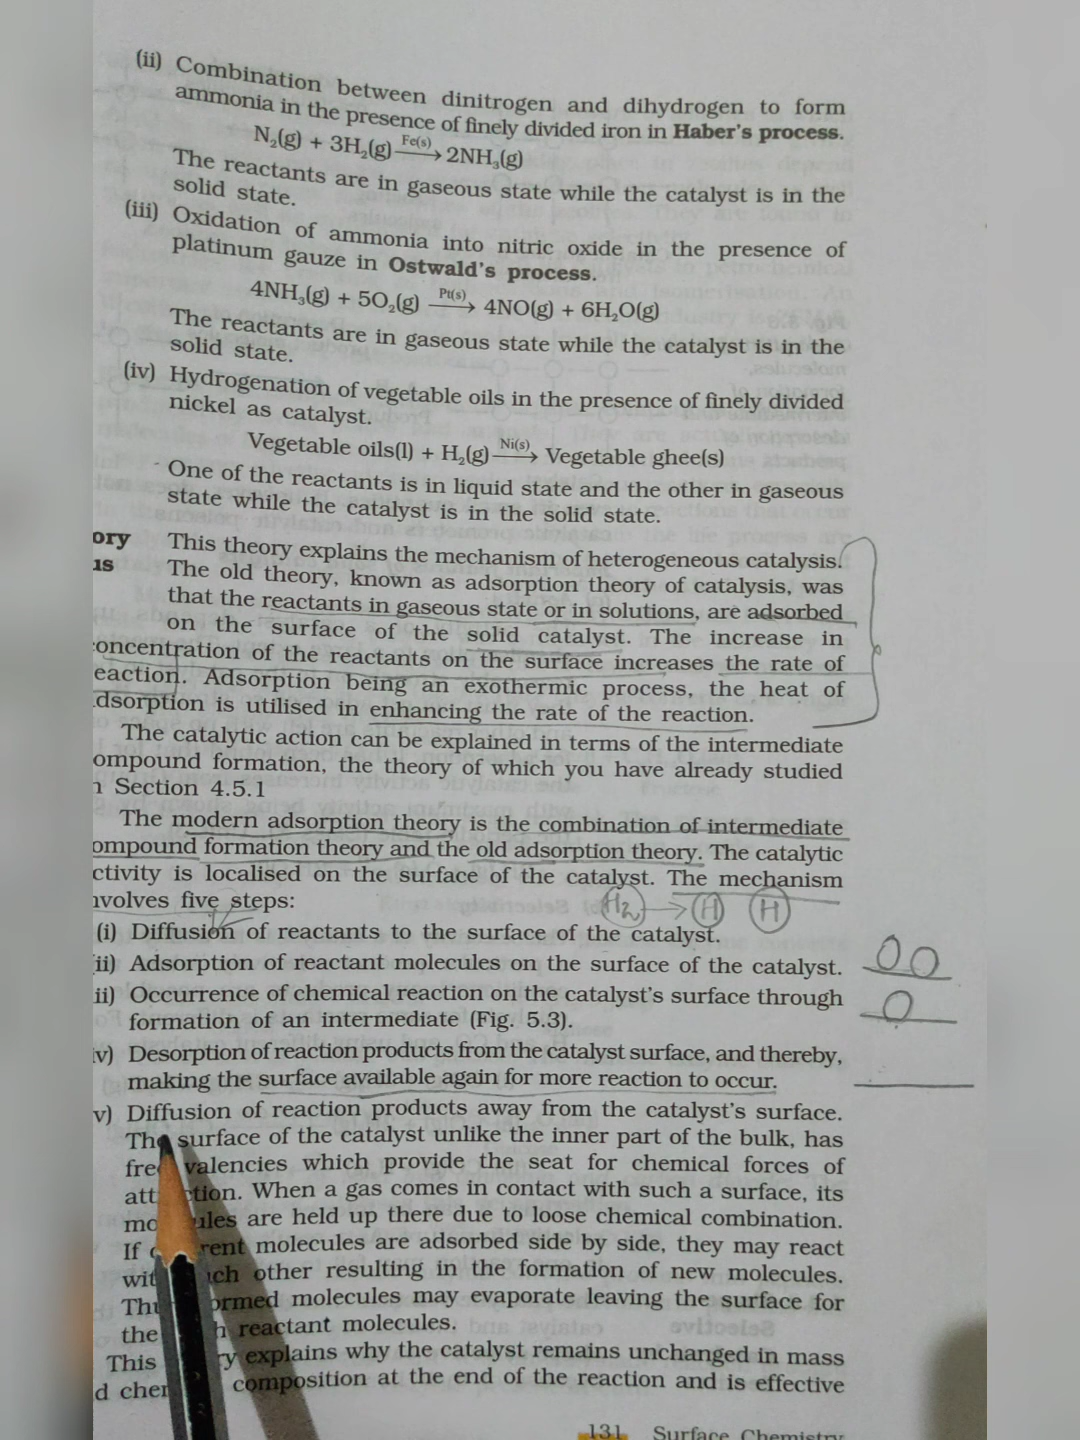 (ii) Combination between dinitrogen and dihydrogen to form
ammonia in the presence of finely divided iron in Haber's process.
N₂(g) + 3H₂(g) Fe(s)→ 2NH₃(g)
The reactants are in gaseous state while the catalyst is in the
solid state.
(iii) Oxidation of ammonia into nitric oxide in the presence of
platinum gauze in Ostwald's process.
4NH₃(g) + 5O₂(g) Pt(s)→ 4NO(g) + 6H₂O(g)
The reactants are in gaseous state while the catalyst is in the
solid state.
(iv) Hydrogenation of vegetable oils in the presence of finely divided
nickel as catalyst.
Vegetable oils(l) + H₂(g) Ni(s)→ Vegetable ghee(s)
One of the reactants is in liquid state and the other in gaseous
state while the catalyst is in the solid state.
ory This theory explains the mechanism of heterogeneous catalysis.
us The old theory, known as adsorption theory of catalysis, was
that the reactants in gaseous state or in solutions, are adsorbed
on the surface of the solid catalyst. The increase in
oncentration of the reactants on the surface increases the rate of
eaction. Adsorption being an exothermic process, the heat of
dsorption is utilised in enhancing the rate of the reaction.
The catalytic action can be explained in terms of the intermediate
ompound formation, the theory of which you have already studied
n Section 4.5.1
The modern adsorption theory is the combination of intermediate
ompound formation theory and the old adsorption theory. The catalytic
ctivity is localised on the surface of the catalyst. The mechanism
nvolves five steps:
H₂ → H H
(i) Diffusion of reactants to the surface of the catalyst.
ii) Adsorption of reactant molecules on the surface of the catalyst.
ii) Occurrence of chemical reaction on the catalyst's surface through
formation of an intermediate (Fig. 5.3).
iv) Desorption of reaction products from the catalyst surface, and thereby,
making the surface available again for more reaction to occur.
v) Diffusion of reaction products away from the catalyst's surface.
The surface of the catalyst unlike the inner part of the bulk, has
fre valencies which provide the seat for chemical forces of
att ction. When a gas comes in contact with such a surface, its
mo ules are held up there due to loose chemical combination.
If rent molecules are adsorbed side by side, they may react
wit ch other resulting in the formation of new molecules.
Thu ormed molecules may evaporate leaving the surface for
the h reactant molecules.
This ry explains why the catalyst remains unchanged in mass
d che composition at the end of the reaction and is effective
131 Surface Chemistry